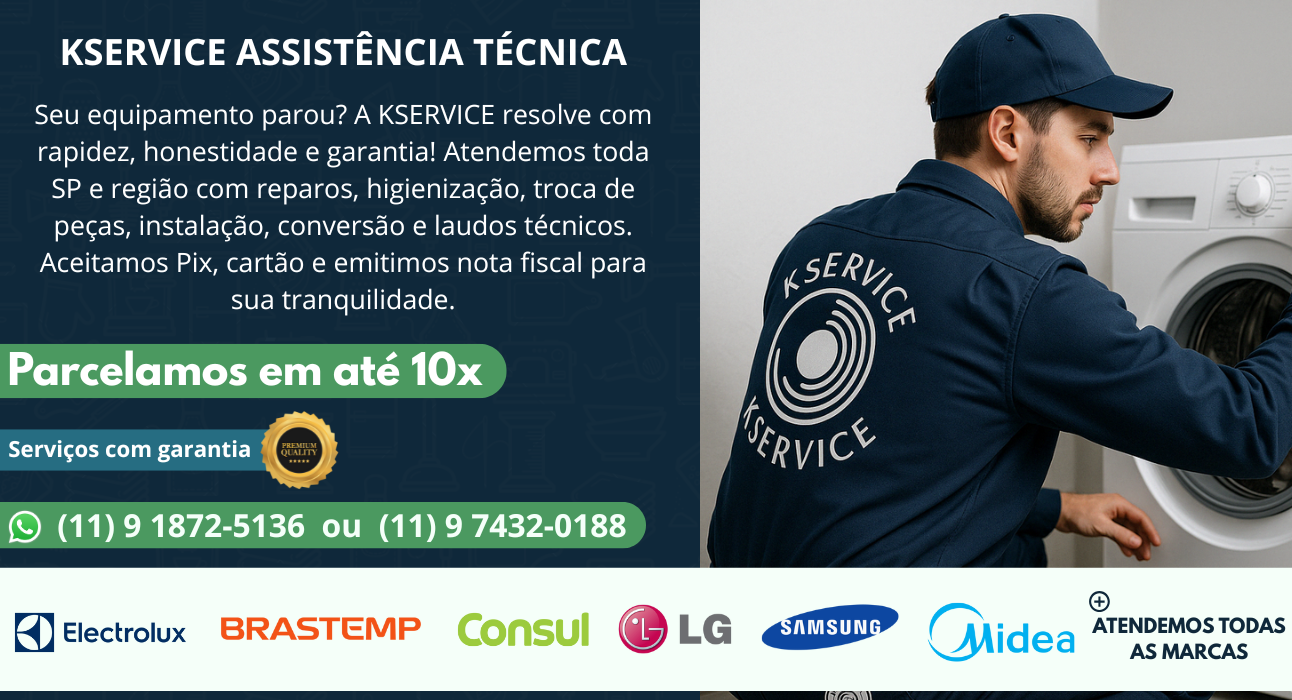 KSERVICE ASSISTÊNCIA TÉCNICA
Seu equipamento parou? A KSERVICE resolve com
rapidez, honestidade e garantia! Atendemos toda
SP e região com reparos, higienização, troca de
peças, instalação, conversão e laudos técnicos.
Aceitamos Pix, cartão e emitimos nota fiscal para
sua tranquilidade.
Parcelamos em até 10x
Serviços com garantia
PREMIUM
QUALITY
(11) 9 1872-5136 ou (11) 9 7432-0188
K SERVICE
KSERVICE
Electrolux
BRASTEMP
Consul
LG
LG
SAMSUNG
Midea
ATENDEMOS TODAS
AS MARCAS